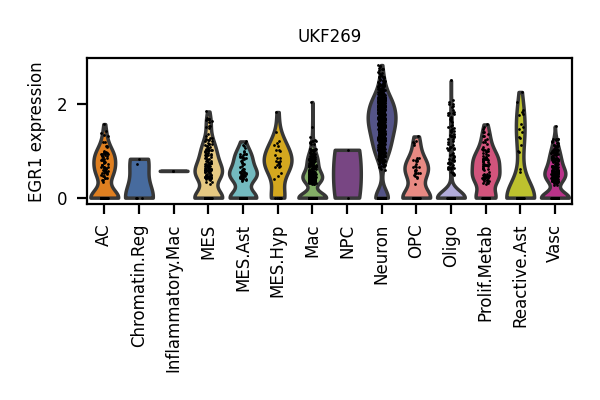 UKF269
EGR1 expression
2
0
AC
Chromatin.Reg
Inflammatory.Mac
MES
MES.Ast
MES.Hyp
Mac
NPC
Neuron
OPC
Oligo
Prolif.Metab
Reactive.Ast
Vasc